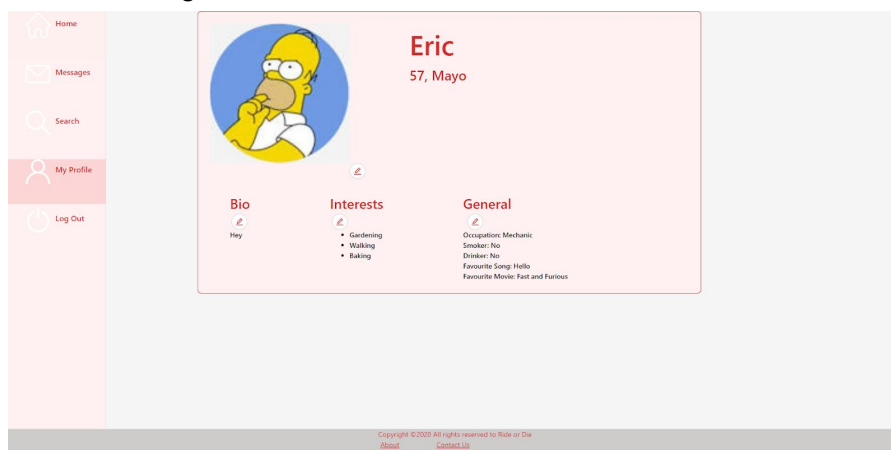 Home
Messages
Search
My Profile
Log Out
Eric
57, Mayo
Bio
Hey
Interests
• Gardening
• Walking
• Baking
General
Occupation: Mechanic
Smoker: No
Drinker: No
Favourite Song: Hello
Favourite Movie: Fast and Furious
Copyright ©2020 All rights reserved to Ride or Die
About Contact Us